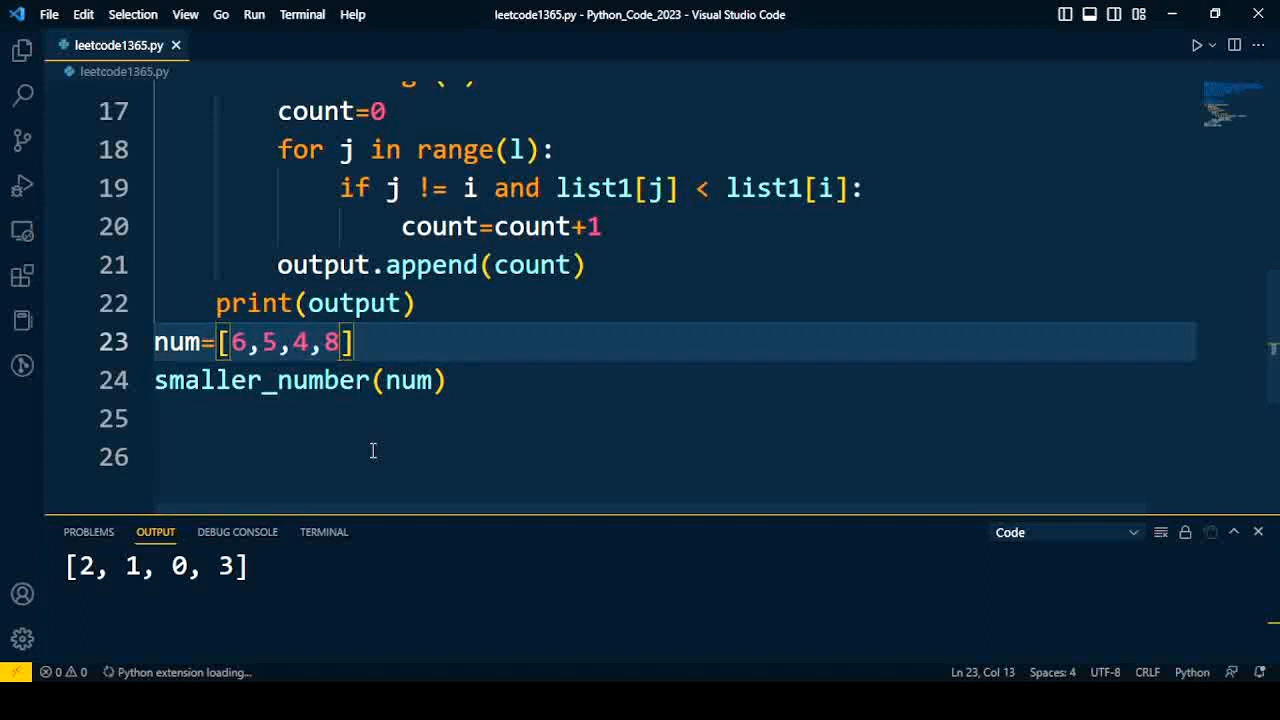 File Edit Selection View Go Run Terminal Help leetcode1365.py - Python_Code_2023 - Visual Studio Code
leetcode1365.py
leetcode1365.py
17 count=0
18 for j in range(l):
19 if j != i and list1[j] < list1[i]:
20 count=count+1
21 output.append(count)
22 print(output)
23 num=[6,5,4,8]
24 smaller_number(num)
25
26
PROBLEMS OUTPUT DEBUG CONSOLE TERMINAL Code
[2, 1, 0, 3]
0 0 Python extension loading... Ln 23, Col 13 Spaces: 4 UTF-8 CRLF Python